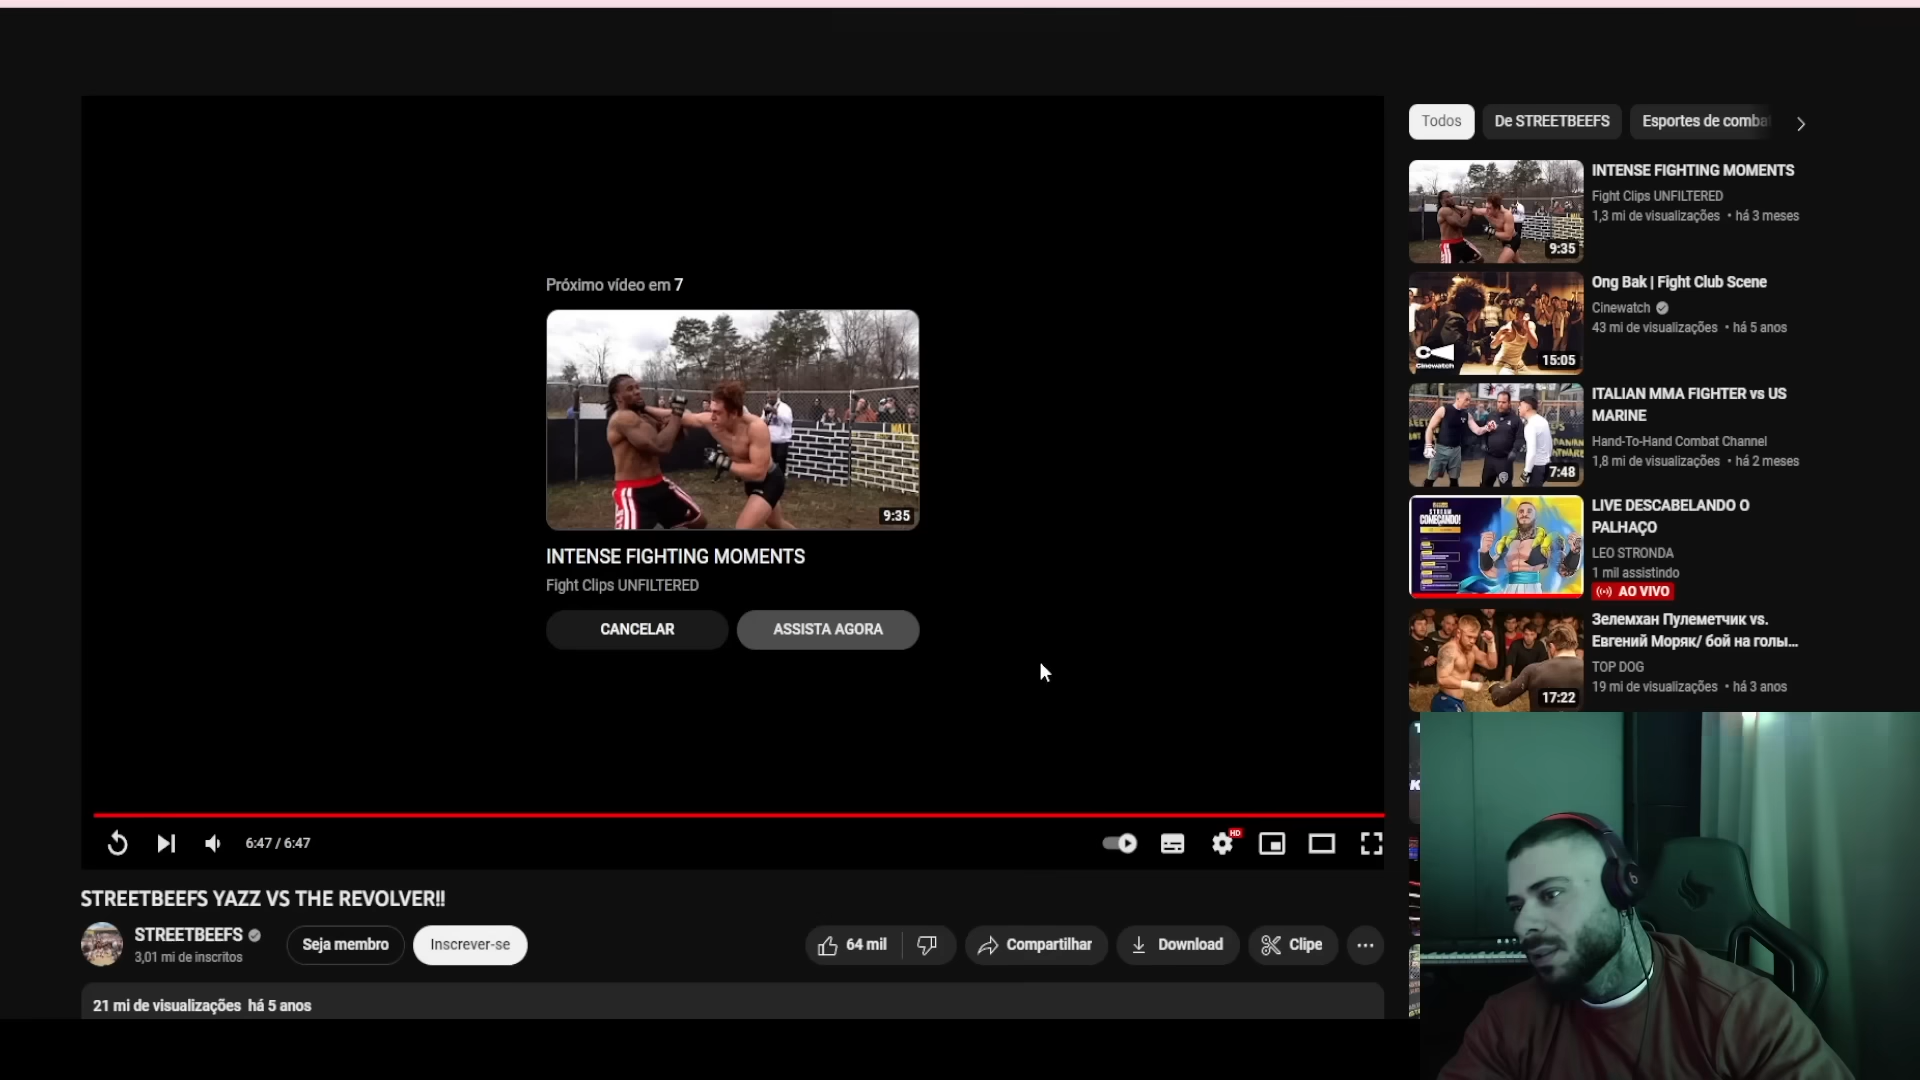 Próximo vídeo em 7
9:35
INTENSE FIGHTING MOMENTS
Fight Clips UNFILTERED
CANCELAR
ASSISTA AGORA
6:47 / 6:47
HD
STREETBEEFS YAZZ VS THE REVOLVER!!
STREETBEEFS
3,01 mi de inscritos
Seja membro
Inscrever-se
64 mil
Compartilhar
Download
Clipe
21 mi de visualizações há 5 anos
Todos
De STREETBEEFS
Esportes de comba
9:35
INTENSE FIGHTING MOMENTS
Fight Clips UNFILTERED
1,3 mi de visualizações • há 3 meses
Cinewatch
15:05
Ong Bak | Fight Club Scene
Cinewatch
43 mi de visualizações • há 5 anos
7:48
ITALIAN MMA FIGHTER vs US
MARINE
Hand-To-Hand Combat Channel
1,8 mi de visualizações • há 2 meses
STREAM
COMEÇANDO!
LIVE DESCABELANDO O
PALHAÇO
LEO STRONDA
1 mil assistindo
AO VIVO
17:22
Зелемхан Пулеметчик vs.
Евгений Моряк/ бой на голы...
TOP DOG
19 mi de visualizações • há 3 anos